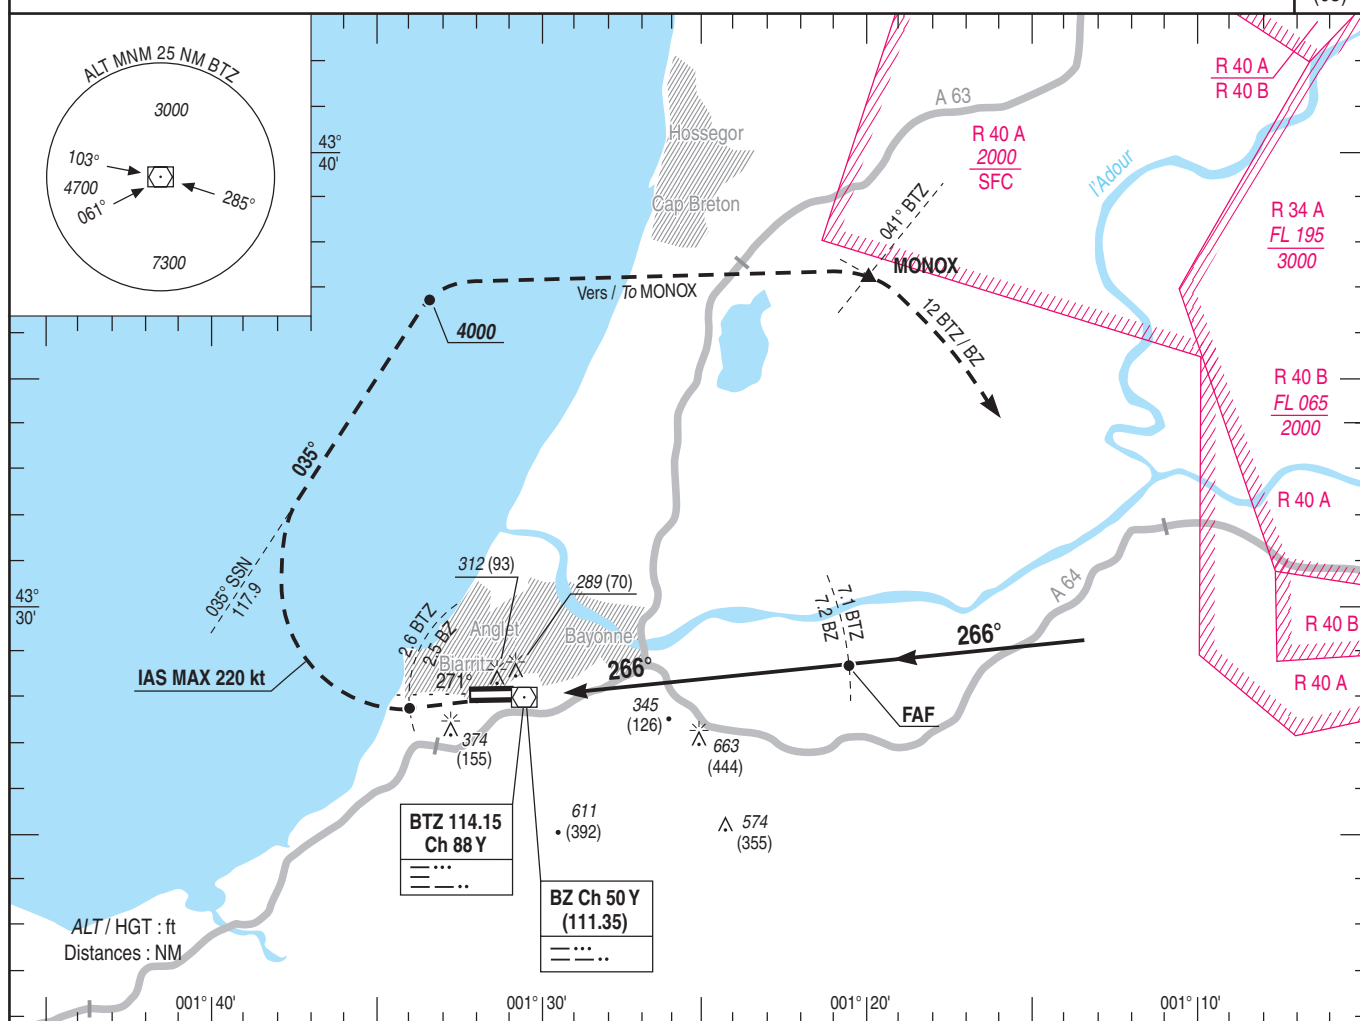 ALT MNM 25 NM BTZ
3000
103°
4700
061°
285°
7300
43°
40'
Hossegor
Cap Breton
A 63
R 40 A
2000
SFC
R 40 A
R 40 B
l'Adour
R 34 A
FL 195
3000
041° BTZ
MONOX
Vers / To MONOX
12 BTZ / BZ
4000
R 40 B
FL 065
2000
035°
R 40 A
035° SSN
117.9
43°
30'
312 (93)
289 (70)
A 64
7.1 BTZ
7.2 BZ
2.6 BTZ
2.5 BZ
Anglet
Bayonne
Biarritz
R 40 B
266°
266°
271°
IAS MAX 220 kt
R 40 A
345
(126)
FAF
374
(155)
663
(444)
BTZ 114.15
Ch 88 Y
611
(392)
574
(355)
BZ Ch 50 Y
(111.35)
ALT / HGT : ft
Distances : NM
001° 40'
001° 30'
001° 20'
001° 10'